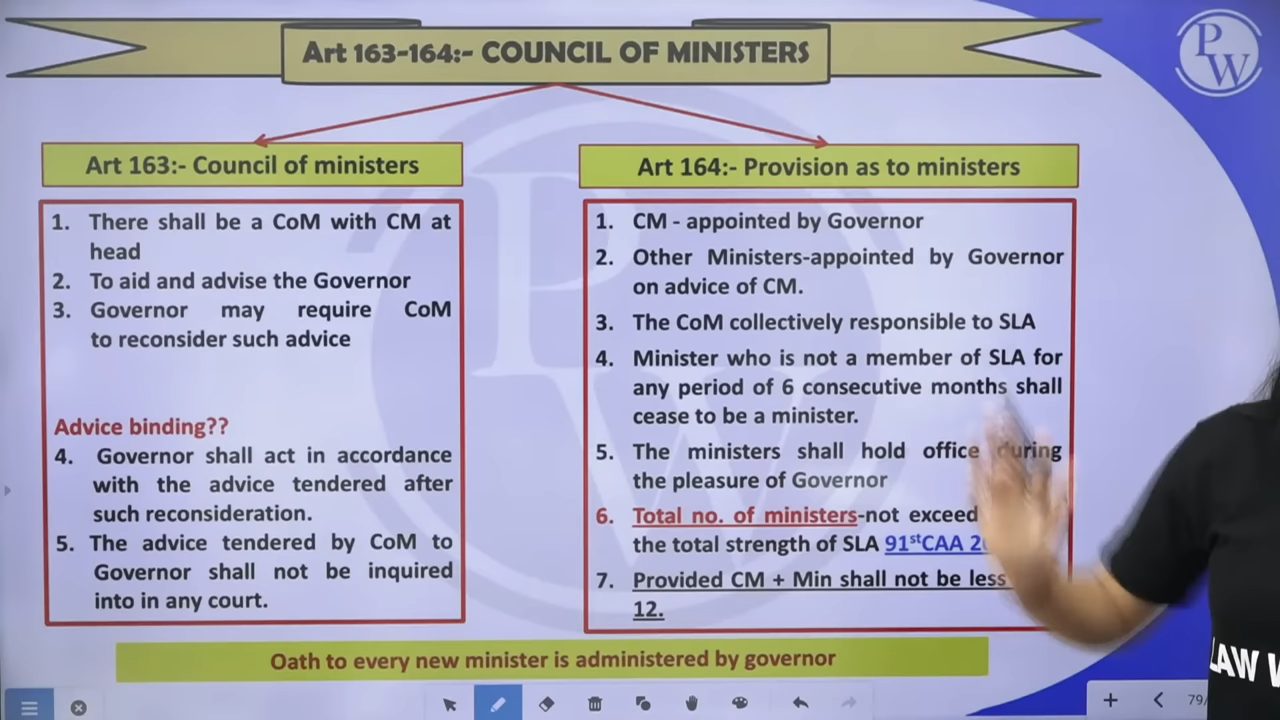 Art 163-164:- COUNCIL OF MINISTERS
PW
Art 163:- Council of ministers
1. There shall be a CoM with CM at
head
2. To aid and advise the Governor
3. Governor may require CoM
to reconsider such advice
Advice binding??
4. Governor shall act in accordance
with the advice tendered after
such reconsideration.
5. The advice tendered by CoM to
Governor shall not be inquired
into in any court.
Art 164:- Provision as to ministers
1. CM - appointed by Governor
2. Other Ministers-appointed by Governor
on advice of CM.
3. The CoM collectively responsible to SLA
4. Minister who is not a member of SLA for
any period of 6 consecutive months shall
cease to be a minister.
5. The ministers shall hold office during
the pleasure of Governor
6. Total no. of ministers-not exceed
the total strength of SLA 91stCAA
7. Provided CM + Min shall not be less
12.
Oath to every new minister is administered by governor
79/
LAW